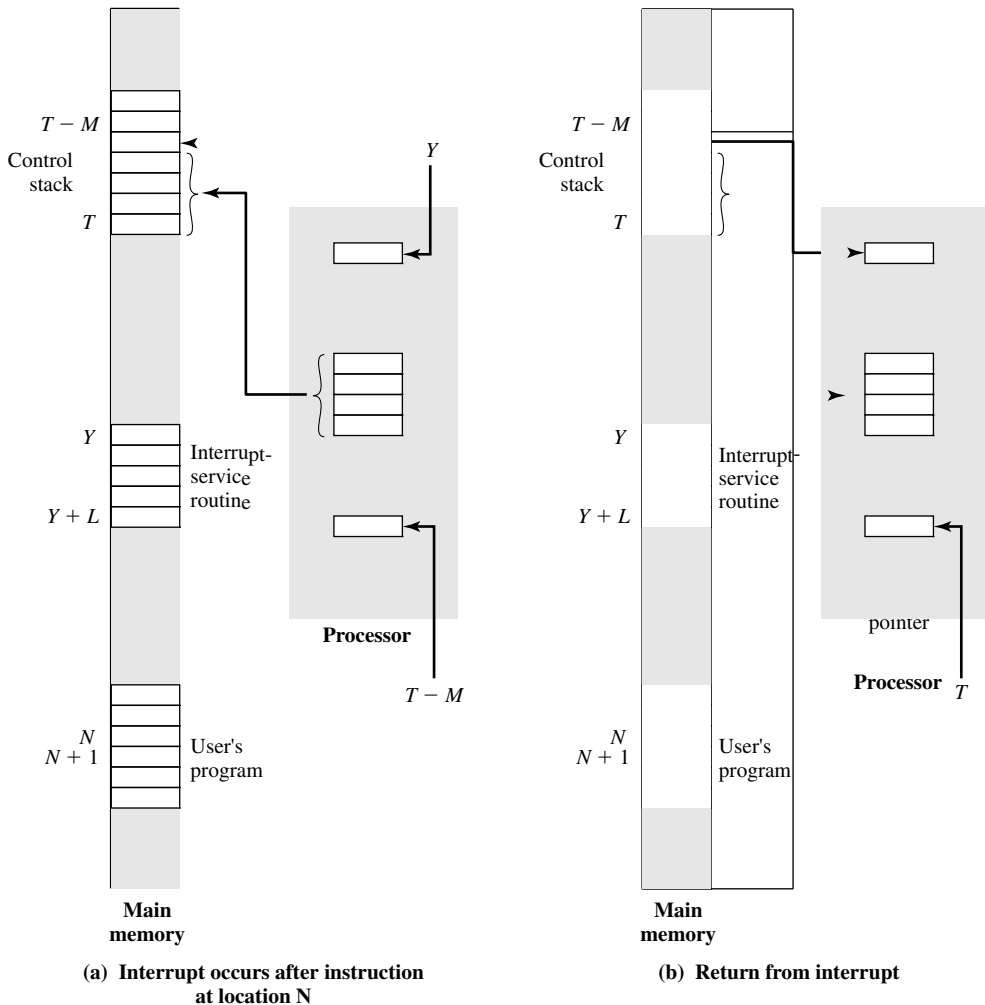 T − M
Control
stack
T
Y
Y
Interrupt-
service
routine
Y + L
Processor
T − M
N
N + 1
User's
program
Main
memory
(a) Interrupt occurs after instruction
at location N
T − M
Control
stack
T
Y
Interrupt-
service
routine
Y + L
pointer
Processor
T
N
N + 1
User's
program
Main
memory
(b) Return from interrupt